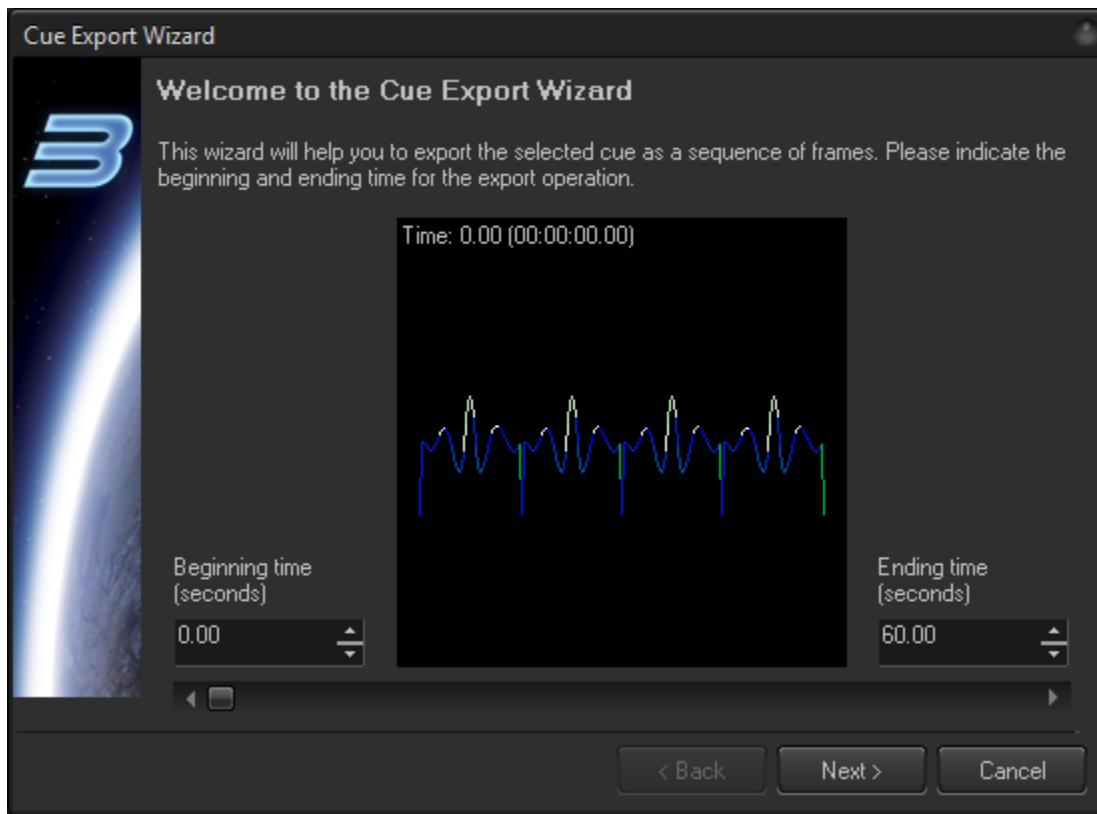 Cue Export Wizard
Welcome to the Cue Export Wizard
This wizard will help you to export the selected cue as a sequence of frames. Please indicate the
beginning and ending time for the export operation.
Time: 0.00 (00:00:00.00)
Beginning time
(seconds)
0.00
Ending time
(seconds)
60.00
< Back
Next >
Cancel